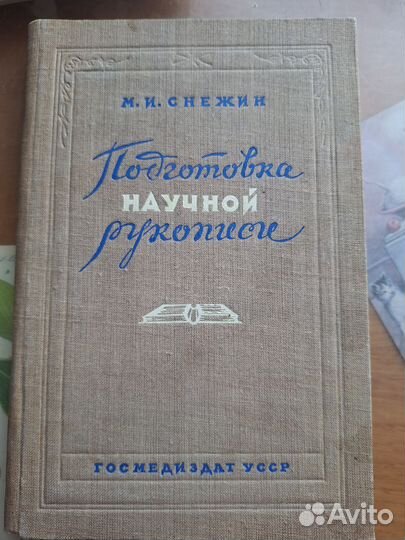 М. И. СНЕЖИН
Подготовка
НАУЧНОЙ
рукописи
ГОСМЕДИЗДАТ УССР
Avito